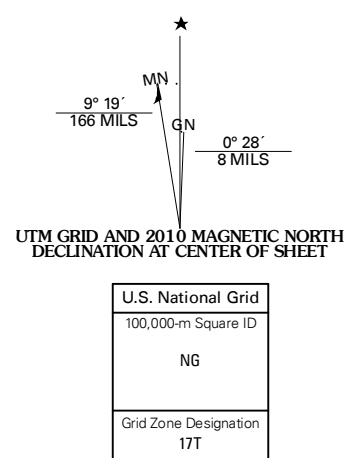 ★
MN
9° 19´
166 MILS
GN
0° 28´
8 MILS
UTM GRID AND 2010 MAGNETIC NORTH
DECLINATION AT CENTER OF SHEET
U.S. National Grid
100,000-m Square ID
NG
Grid Zone Designation
17T